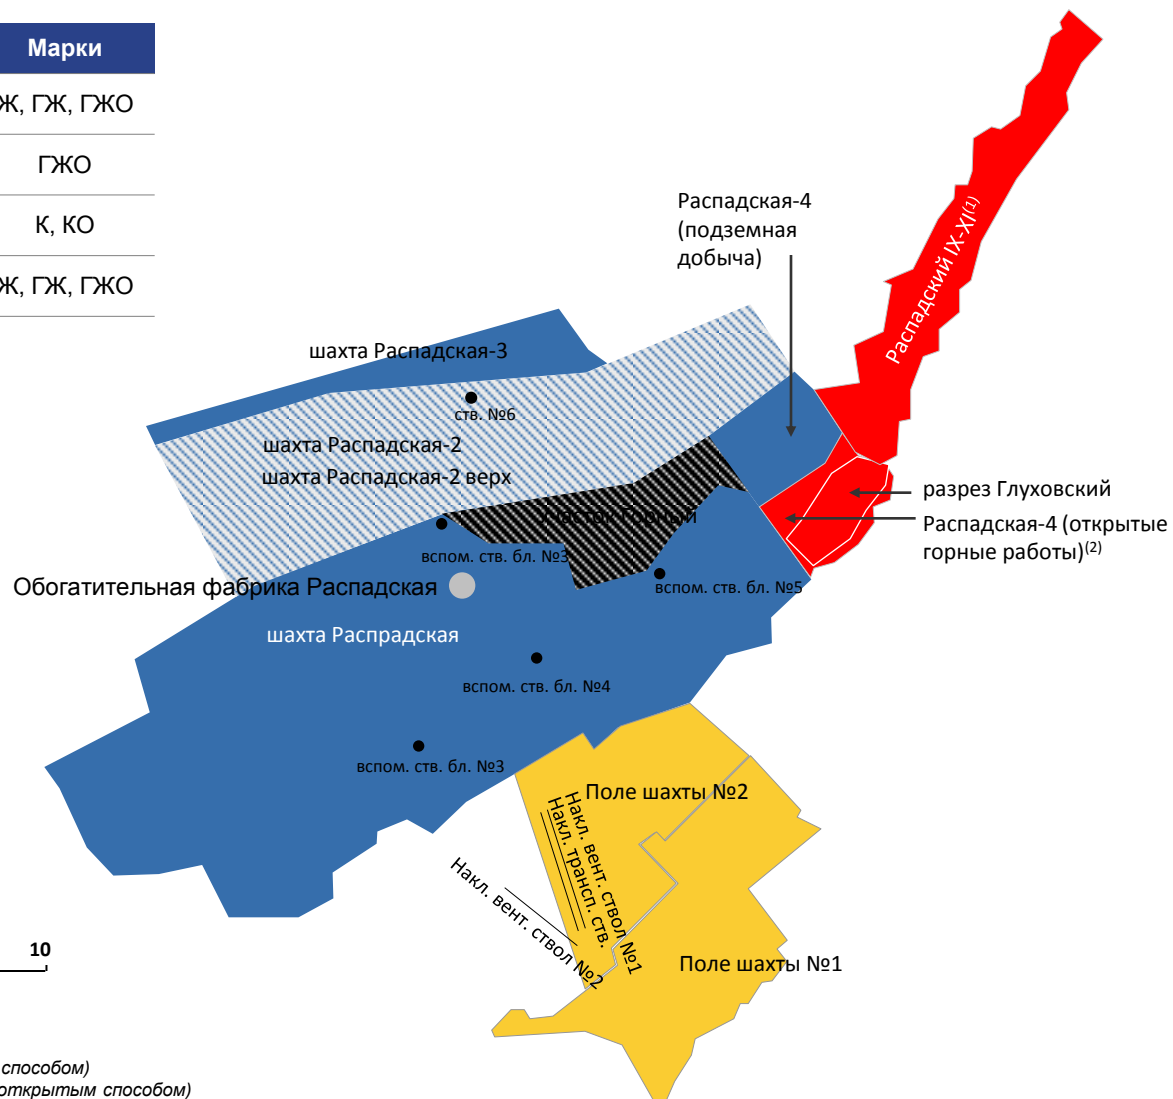 Марки
Ж, ГЖ, ГЖО
ГЖО
К, КО
Ж, ГЖ, ГЖО
Распадская-4
(подземная
добыча)
Распадский IX-XI(1)
шахта Распадская-3
ств. №6
шахта Распадская-2
шахта Распадская-2 верх
участок Горный
разрез Глуховский
Распадская-4 (открытые
горные работы)(2)
вспом. ств. бл. №3
Обогатительная фабрика Распадская
вспом. ств. бл. №5
шахта Распрадская
вспом. ств. бл. №4
вспом. ств. бл. №3
Поле шахты №2
Накл. вент. ствол №1
Накл. трансп. ств.
Накл. вент. ствол №2
Поле шахты №1
10
способом)
открытым способом)